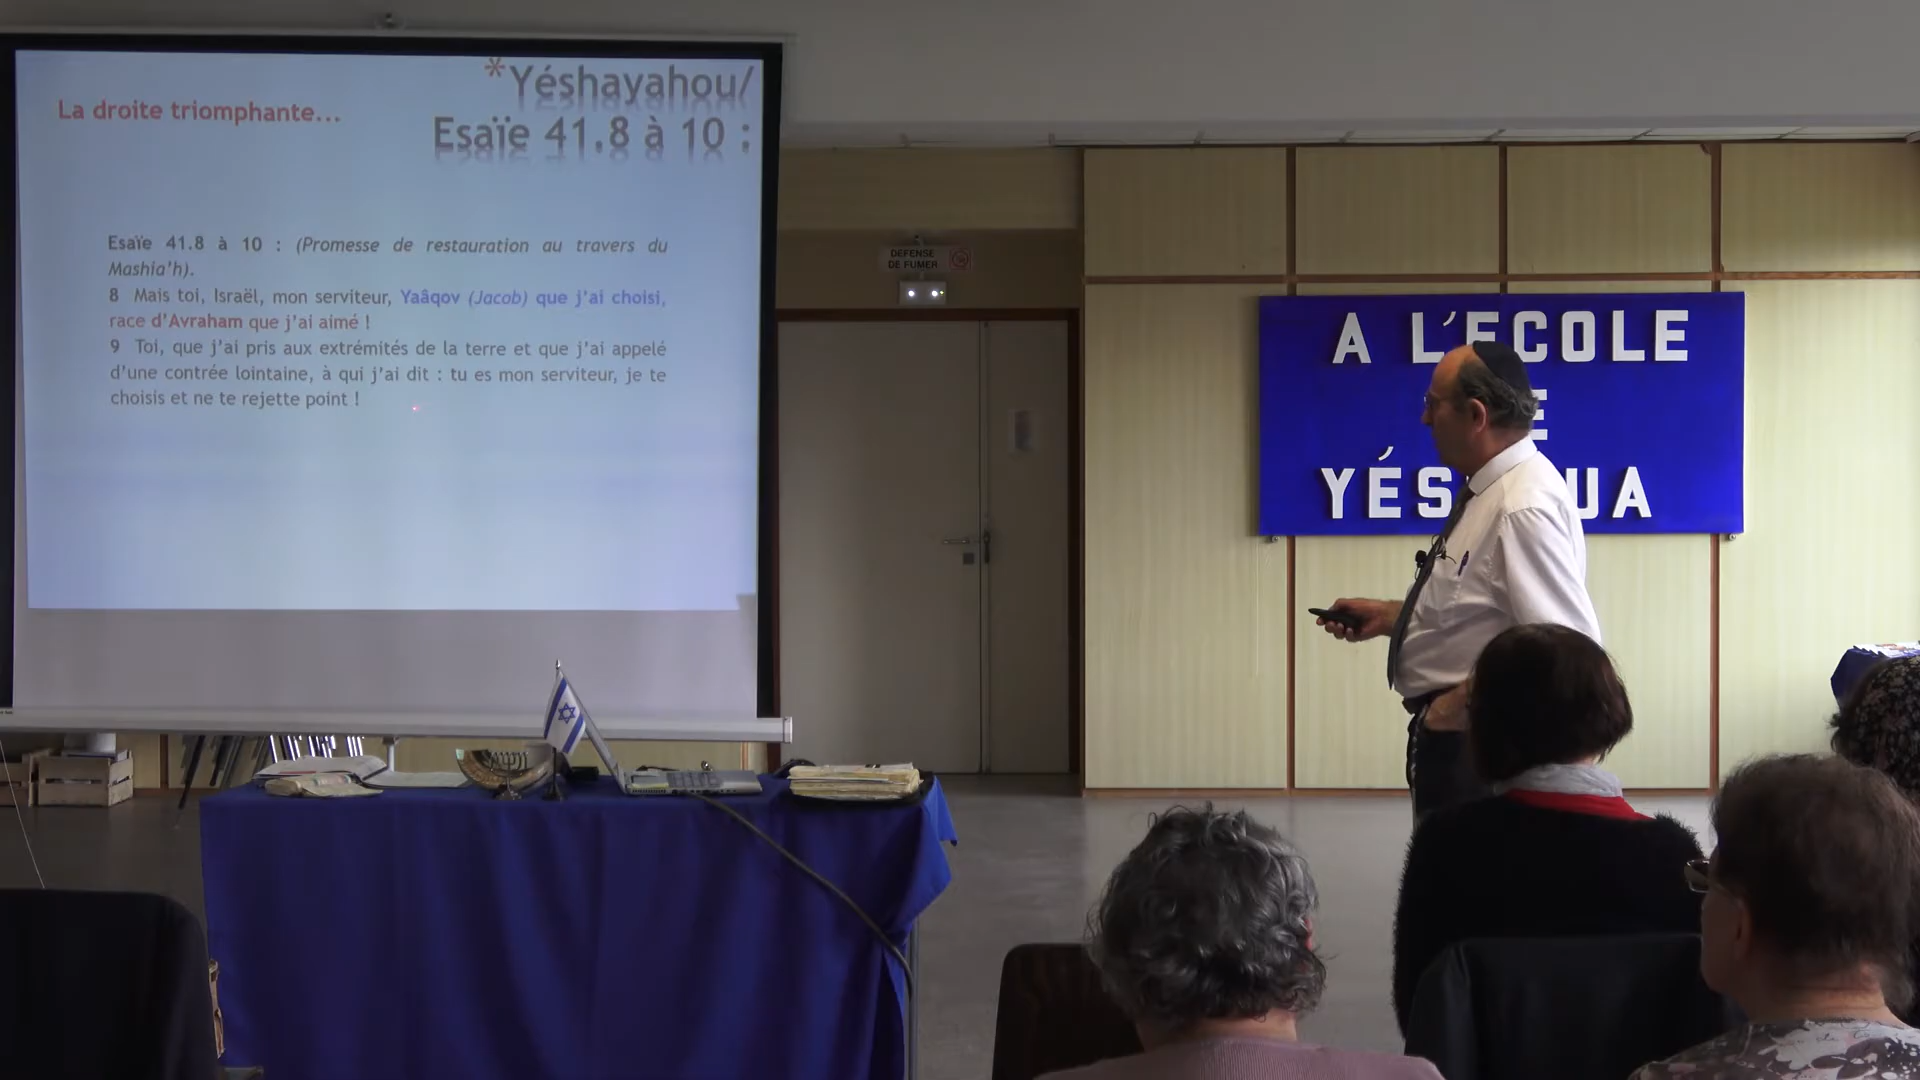 *Yéshayahou/
Esaïe 41.8 à 10 :
La droite triomphante...
Esaïe 41.8 à 10 : (Promesse de restauration au travers du
Mashia’h).
8 Mais toi, Israël, mon serviteur, Yaâqov (Jacob) que j’ai choisi,
race d’Avraham que j’ai aimé !
9 Toi, que j’ai pris aux extrémités de la terre et que j’ai appelé
d’une contrée lointaine, à qui j’ai dit : tu es mon serviteur, je te
choisis et ne te rejette point !
DEFENSE
DE FUMER
A L’ECOLE
E
YÉS UA